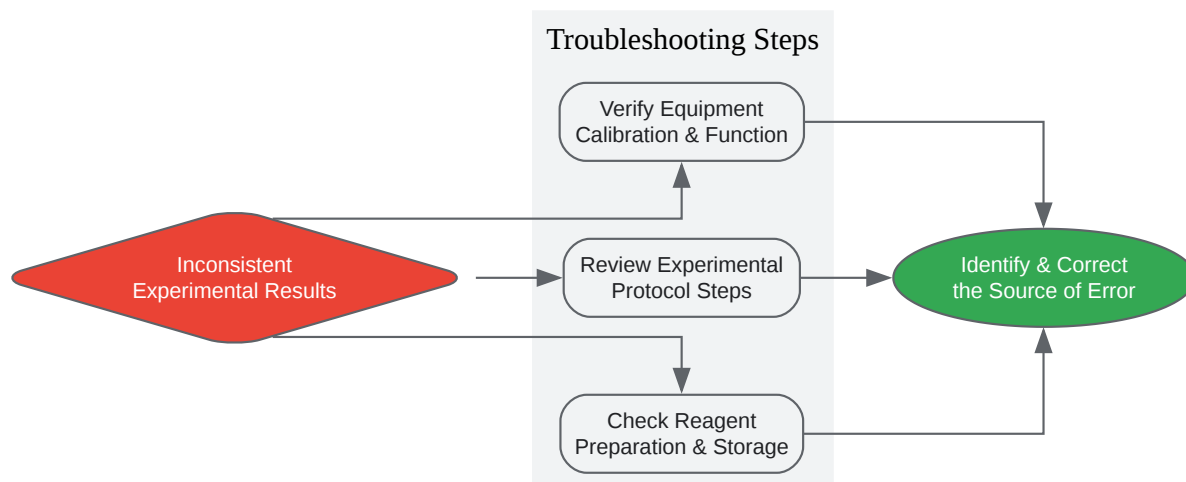 Troubleshooting Steps
Verify Equipment
Calibration & Function
Inconsistent
Experimental Results
Review Experimental
Protocol Steps
Identify & Correct
the Source of Error
Check Reagent
Preparation & Storage